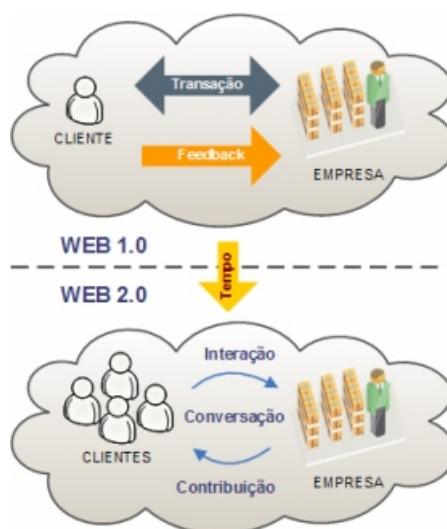 Transação
CLIENTE
Feedback
EMPRESA
WEB 1.0
Tempo
WEB 2.0
Interação
Conversação
CLIENTES
EMPRESA
Contribuição